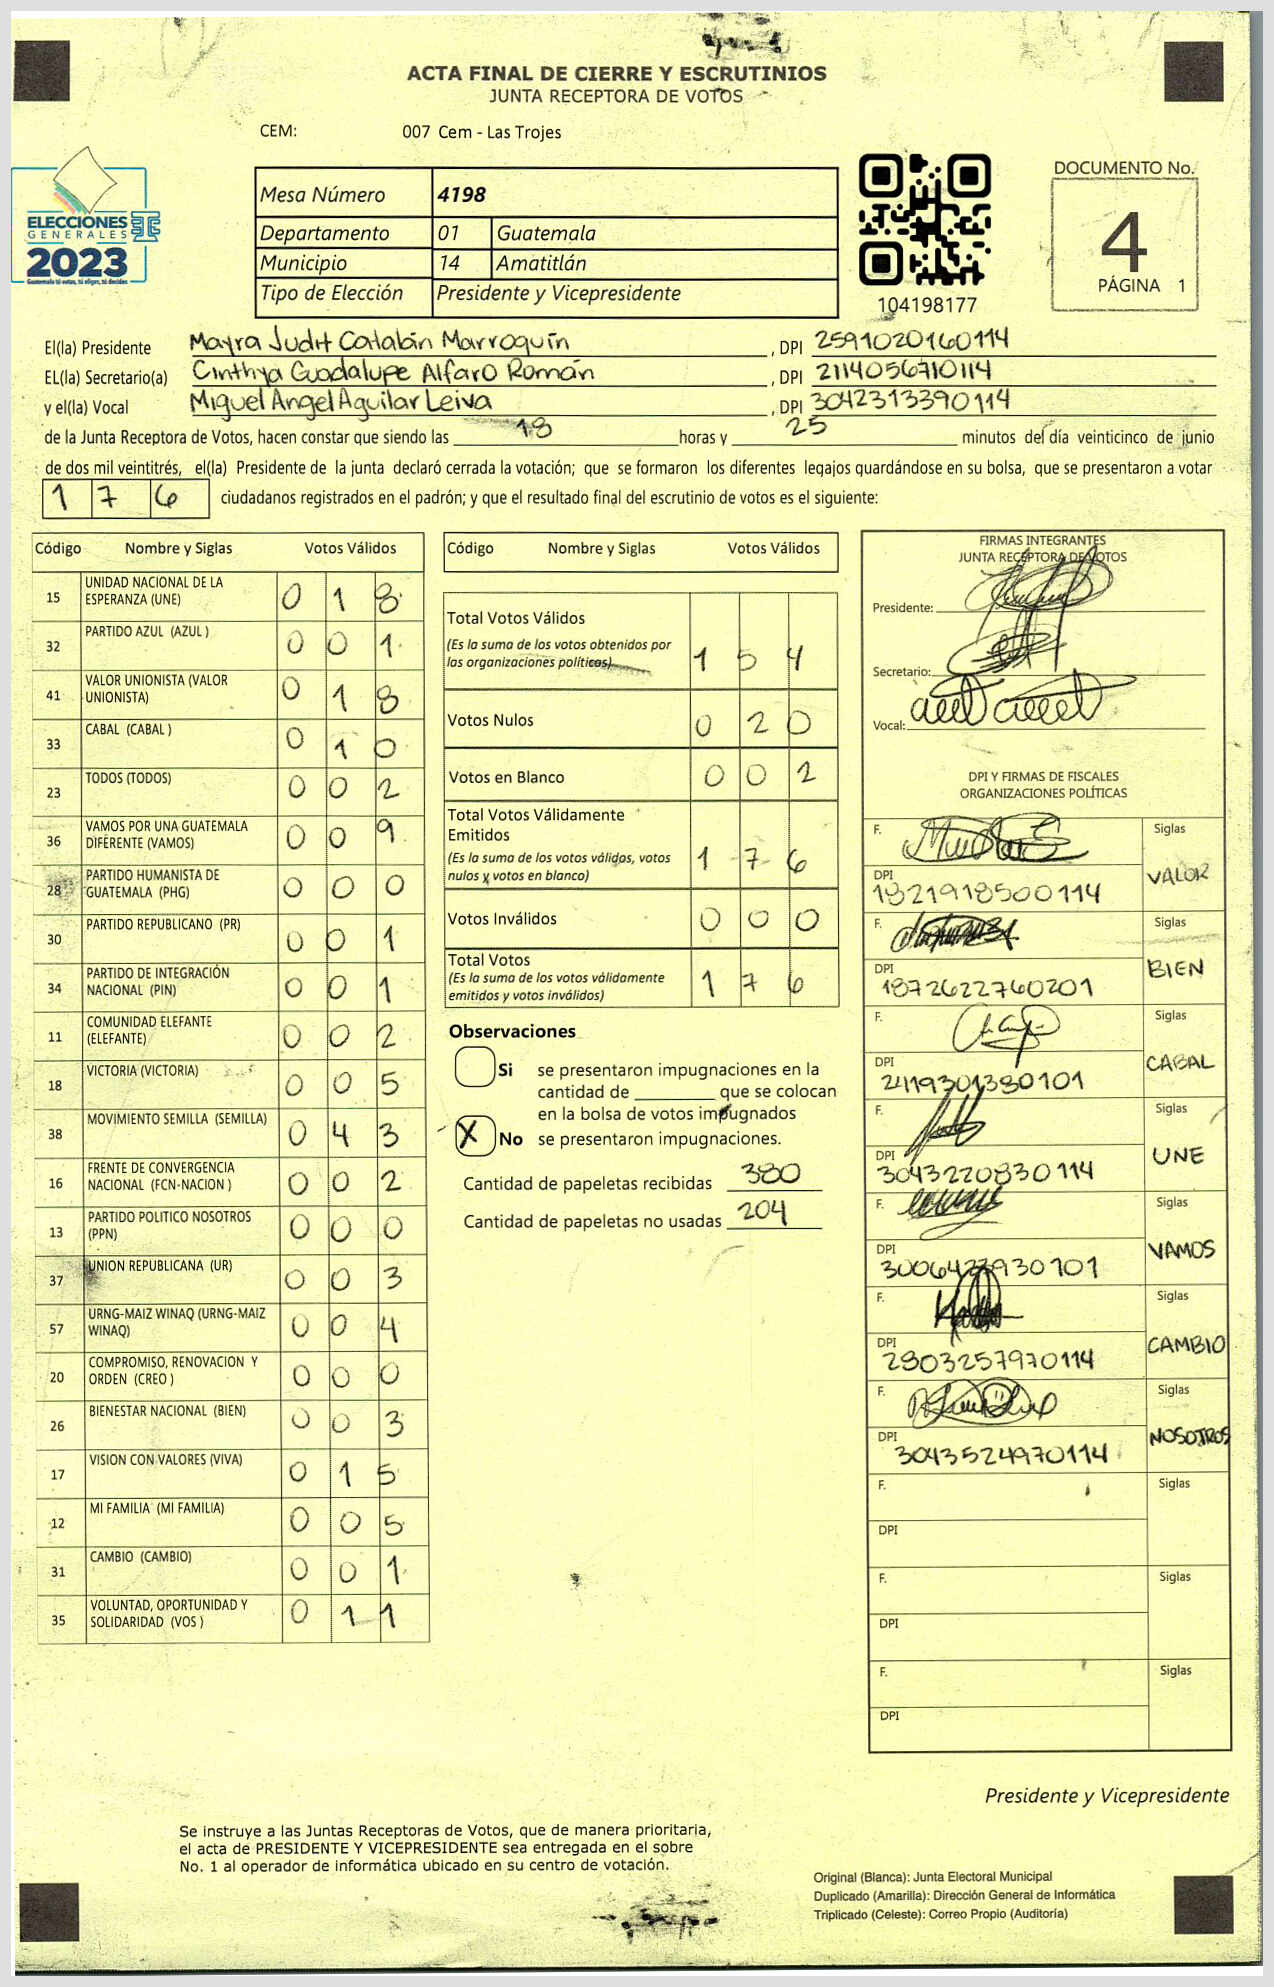 ACTA FINAL DE CIERRE Y ESCRUTINIOS
JUNTA RECEPTORA DE VOTOS
CEM: 007 Cem - Las Trojes
ELECCIONES
GENERALES
2023
Guatemala tú votas, tú eliges, tú decides
Mesa Número 4198
Departamento 01 Guatemala
Municipio 14 Amatitlán
Tipo de Elección Presidente y Vicepresidente
104198177
DOCUMENTO No.
4
PÁGINA 1
El(la) Presidente Mayra Judit Catalán Marroquín , DPI 2591020160114
EL(la) Secretario(a) Cinthya Guadalupe Alfaro Román , DPI 2114056710114
y el(la) Vocal Miguel Angel Aguilar Leiva , DPI 3042313390114
de la Junta Receptora de Votos, hacen constar que siendo las 18 horas y 25 minutos del día veinticinco de junio
de dos mil veintitrés, el(la) Presidente de la junta declaró cerrada la votación; que se formaron los diferentes legajos guardándose en su bolsa, que se presentaron a votar
176 ciudadanos registrados en el padrón; y que el resultado final del escrutinio de votos es el siguiente:
Código Nombre y Siglas Votos Válidos
15 UNIDAD NACIONAL DE LA ESPERANZA (UNE) 0 1 8
32 PARTIDO AZUL (AZUL ) 0 0 1
41 VALOR UNIONISTA (VALOR UNIONISTA) 0 1 8
33 CABAL (CABAL ) 0 1 0
23 TODOS (TODOS) 0 0 2
36 VAMOS POR UNA GUATEMALA DIFERENTE (VAMOS) 0 0 9
28 PARTIDO HUMANISTA DE GUATEMALA (PHG) 0 0 0
30 PARTIDO REPUBLICANO (PR) 0 0 1
34 PARTIDO DE INTEGRACIÓN NACIONAL (PIN) 0 0 1
11 COMUNIDAD ELEFANTE (ELEFANTE) 0 0 2
18 VICTORIA (VICTORIA) 0 0 5
38 MOVIMIENTO SEMILLA (SEMILLA) 0 4 3
16 FRENTE DE CONVERGENCIA NACIONAL (FCN-NACION ) 0 0 2
13 PARTIDO POLITICO NOSOTROS (PPN) 0 0 0
37 UNION REPUBLICANA (UR) 0 0 3
57 URNG-MAIZ WINAQ (URNG-MAIZ WINAQ) 0 0 4
20 COMPROMISO, RENOVACION Y ORDEN (CREO ) 0 0 0
26 BIENESTAR NACIONAL (BIEN) 0 0 3
17 VISION CON VALORES (VIVA) 0 1 5
12 MI FAMILIA (MI FAMILIA) 0 0 5
31 CAMBIO (CAMBIO) 0 0 1
35 VOLUNTAD, OPORTUNIDAD Y SOLIDARIDAD (VOS ) 0 1 1
Código Nombre y Siglas Votos Válidos
Total Votos Válidos
(Es la suma de los votos obtenidos por
las organizaciones políticas) 1 5 4
Votos Nulos 0 2 0
Votos en Blanco 0 0 2
Total Votos Válidamente
Emitidos
(Es la suma de los votos válidos, votos
nulos y votos en blanco) 1 7 6
Votos Inválidos 0 0 0
Total Votos
(Es la suma de los votos válidamente
emitidos y votos inválidos) 1 7 6
Observaciones
Si se presentaron impugnaciones en la
cantidad de ________ que se colocan
en la bolsa de votos impugnados
X No se presentaron impugnaciones.
Cantidad de papeletas recibidas 380
Cantidad de papeletas no usadas 204
FIRMAS INTEGRANTES
JUNTA RECEPTORA DE VOTOS
Presidente:
Secretario:
Vocal:
DPI Y FIRMAS DE FISCALES
ORGANIZACIONES POLÍTICAS
F. Siglas
DPI 1821918500114 VALOR
F. Siglas
DPI 1872622760201 BIEN
F. Siglas
DPI 2419301380101 CABAL
F. Siglas
DPI 3043220830114 UNE
F. Siglas
DPI VAMOS
F. Siglas
DPI 2803257970114 CAMBIO
F. Siglas
DPI 3043524970114 NOSOTROS
F. Siglas
DPI
F. Siglas
DPI
F. Siglas
DPI
Presidente y Vicepresidente
Se instruye a las Juntas Receptoras de Votos, que de manera prioritaria,
el acta de PRESIDENTE Y VICEPRESIDENTE sea entregada en el sobre
No. 1 al operador de informática ubicado en su centro de votación.
Original (Blanca): Junta Electoral Municipal
Duplicado (Amarilla): Dirección General de Informática
Triplicado (Celeste): Correo Propio (Auditoría)